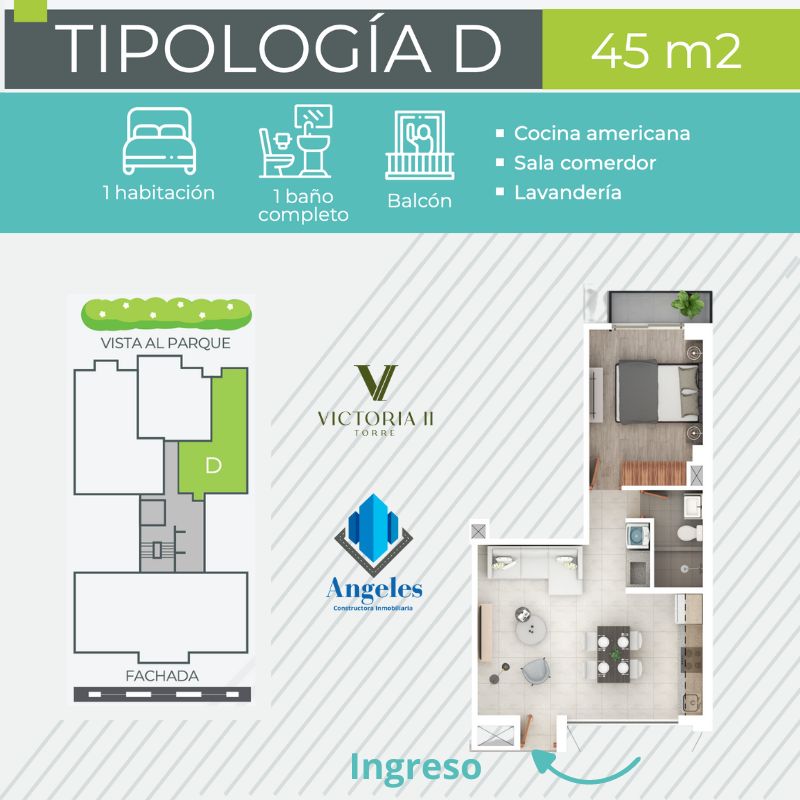 TIPOLOGÍA D
45 m2
1 habitación
1 baño
completo
Balcón
Cocina americana
Sala comerdor
Lavandería
VISTA AL PARQUE
D
FACHADA
VICTORIA II
TORRE
Angeles
Constructora Inmobiliaria
Ingreso